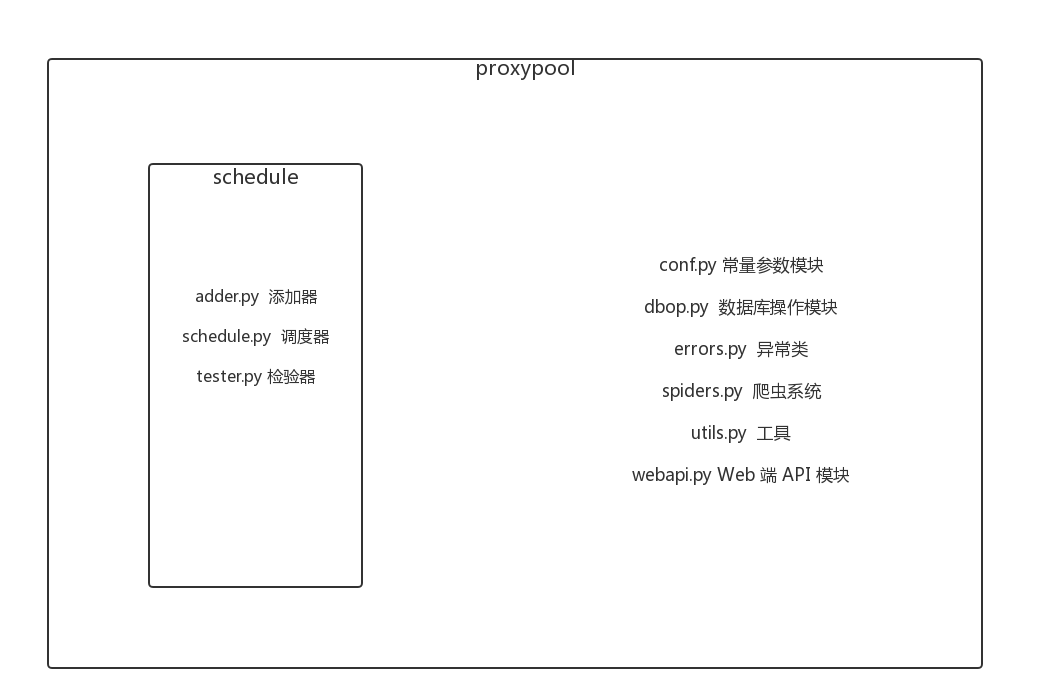 proxypool
schedule
adder.py 添加器
schedule.py 调度器
tester.py 检验器
conf.py 常量参数模块
dbop.py 数据库操作模块
errors.py 异常类
spiders.py 爬虫系统
utils.py 工具
webapi.py Web 端 API 模块